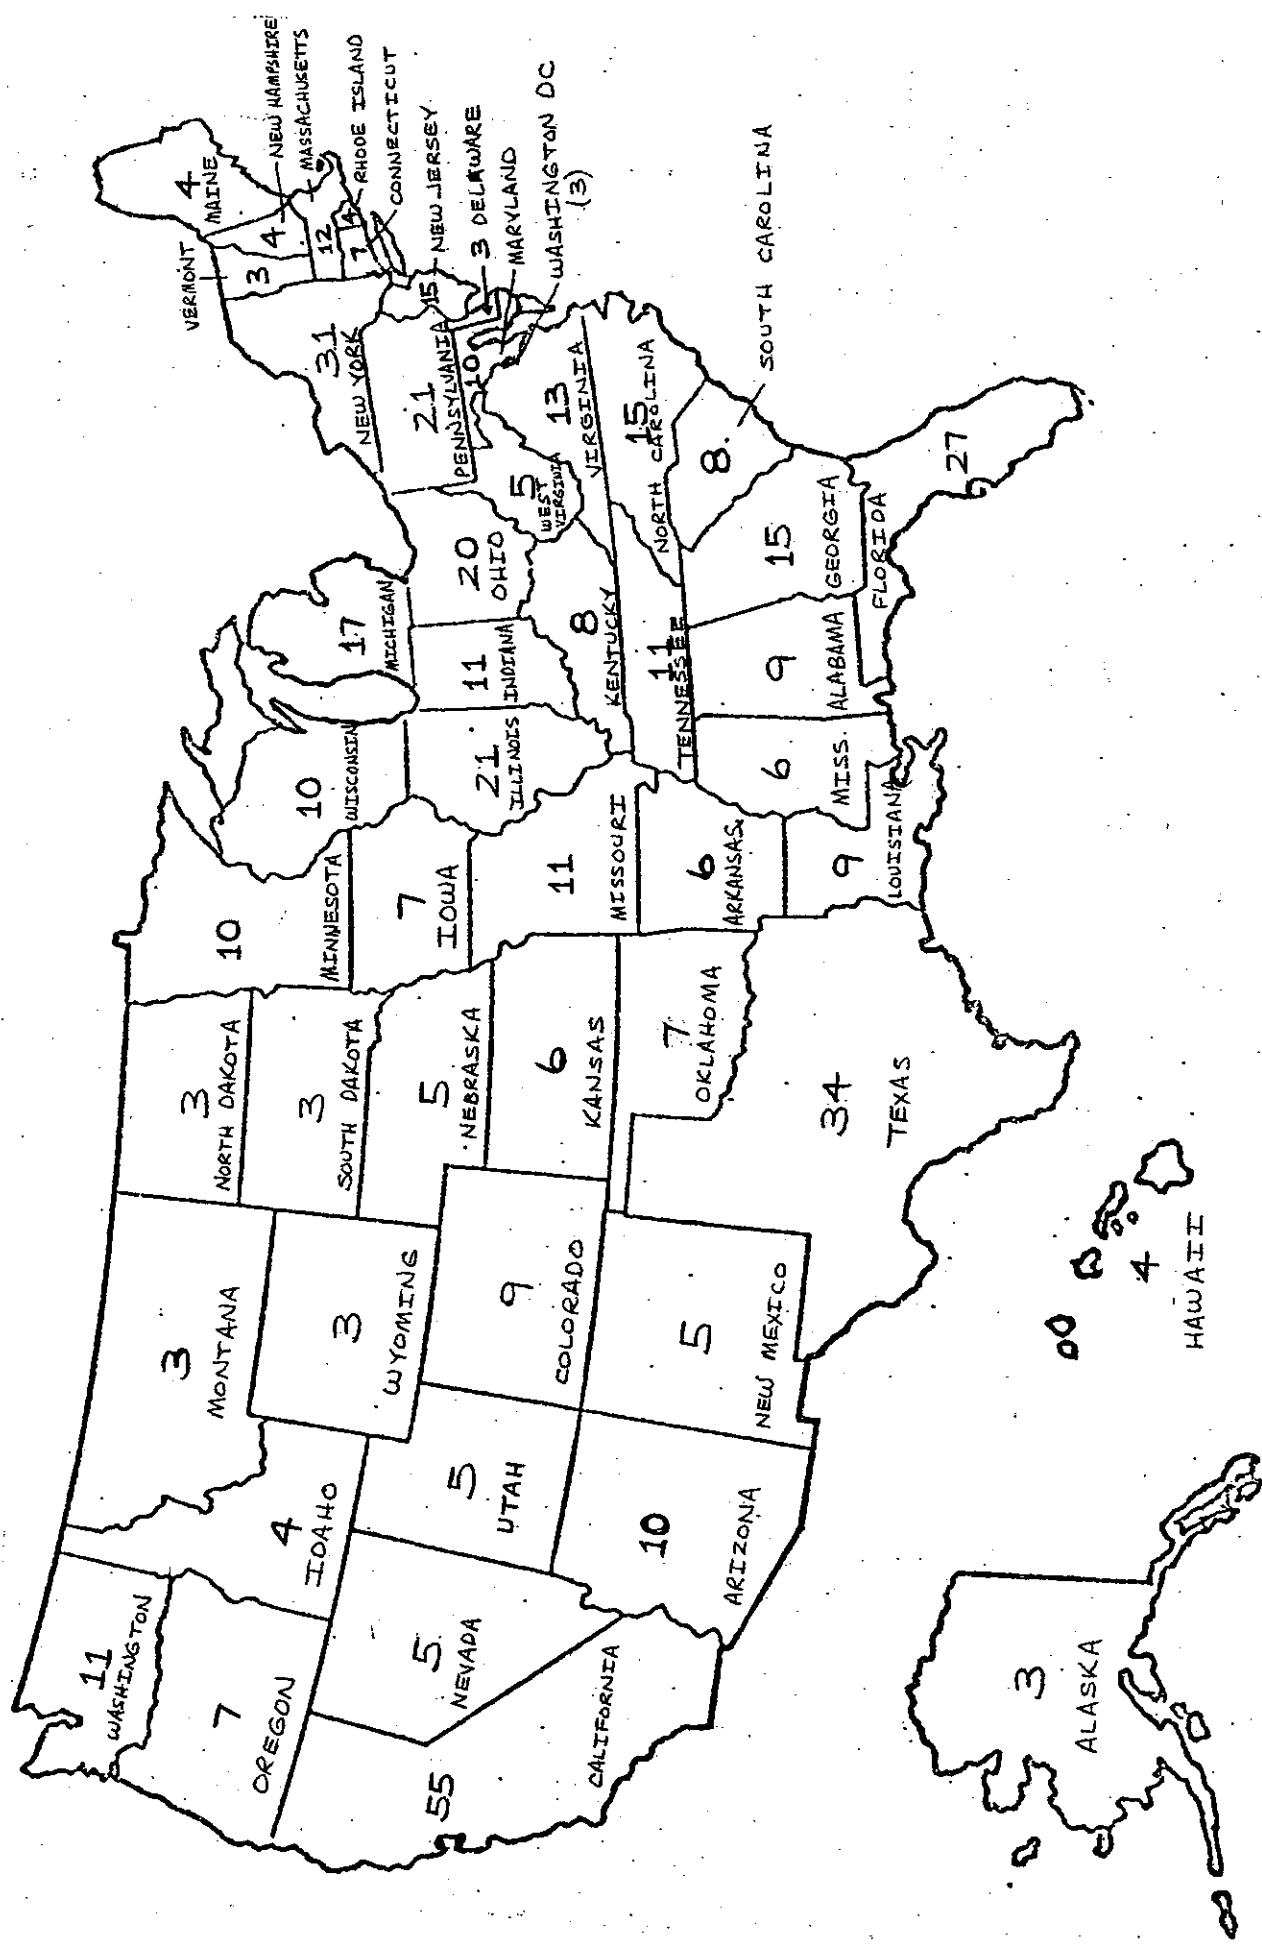 11
WASHINGTON
7
OREGON
55
CALIFORNIA
5
NEVADA
4
IDAHO
3
MONTANA
3
WYOMING
5
UTAH
10
ARIZONA
9
COLORADO
5
NEW MEXICO
3
NORTH DAKOTA
3
SOUTH DAKOTA
5
NEBRASKA
6
KANSAS
7
OKLAHOMA
34
TEXAS
10
MINNESOTA
7
IOWA
11
MISSOURI
6
ARKANSAS
9
LOUISIANA
10
WISCONSIN
21
ILLINOIS
17
MICHIGAN
11
INDIANA
20
OHIO
8
KENTUCKY
11
TENNESSEE
6
MISS.
9
ALABAMA
15
GEORGIA
27
FLORIDA
8
SOUTH CAROLINA
15
NORTH CAROLINA
13
VIRGINIA
5
WEST
VIRGINIA
21
PENNSYLVANIA
31
NEW YORK
VERMONT
3
4
MAINE
4
NEW HAMPSHIRE
12
MASSACHUSETTS
4
RHODE ISLAND
7
CONNECTICUT
15
NEW JERSEY
3 DELAWARE
10
MARYLAND
WASHINGTON DC
(3)
3
ALASKA
4
HAWAII